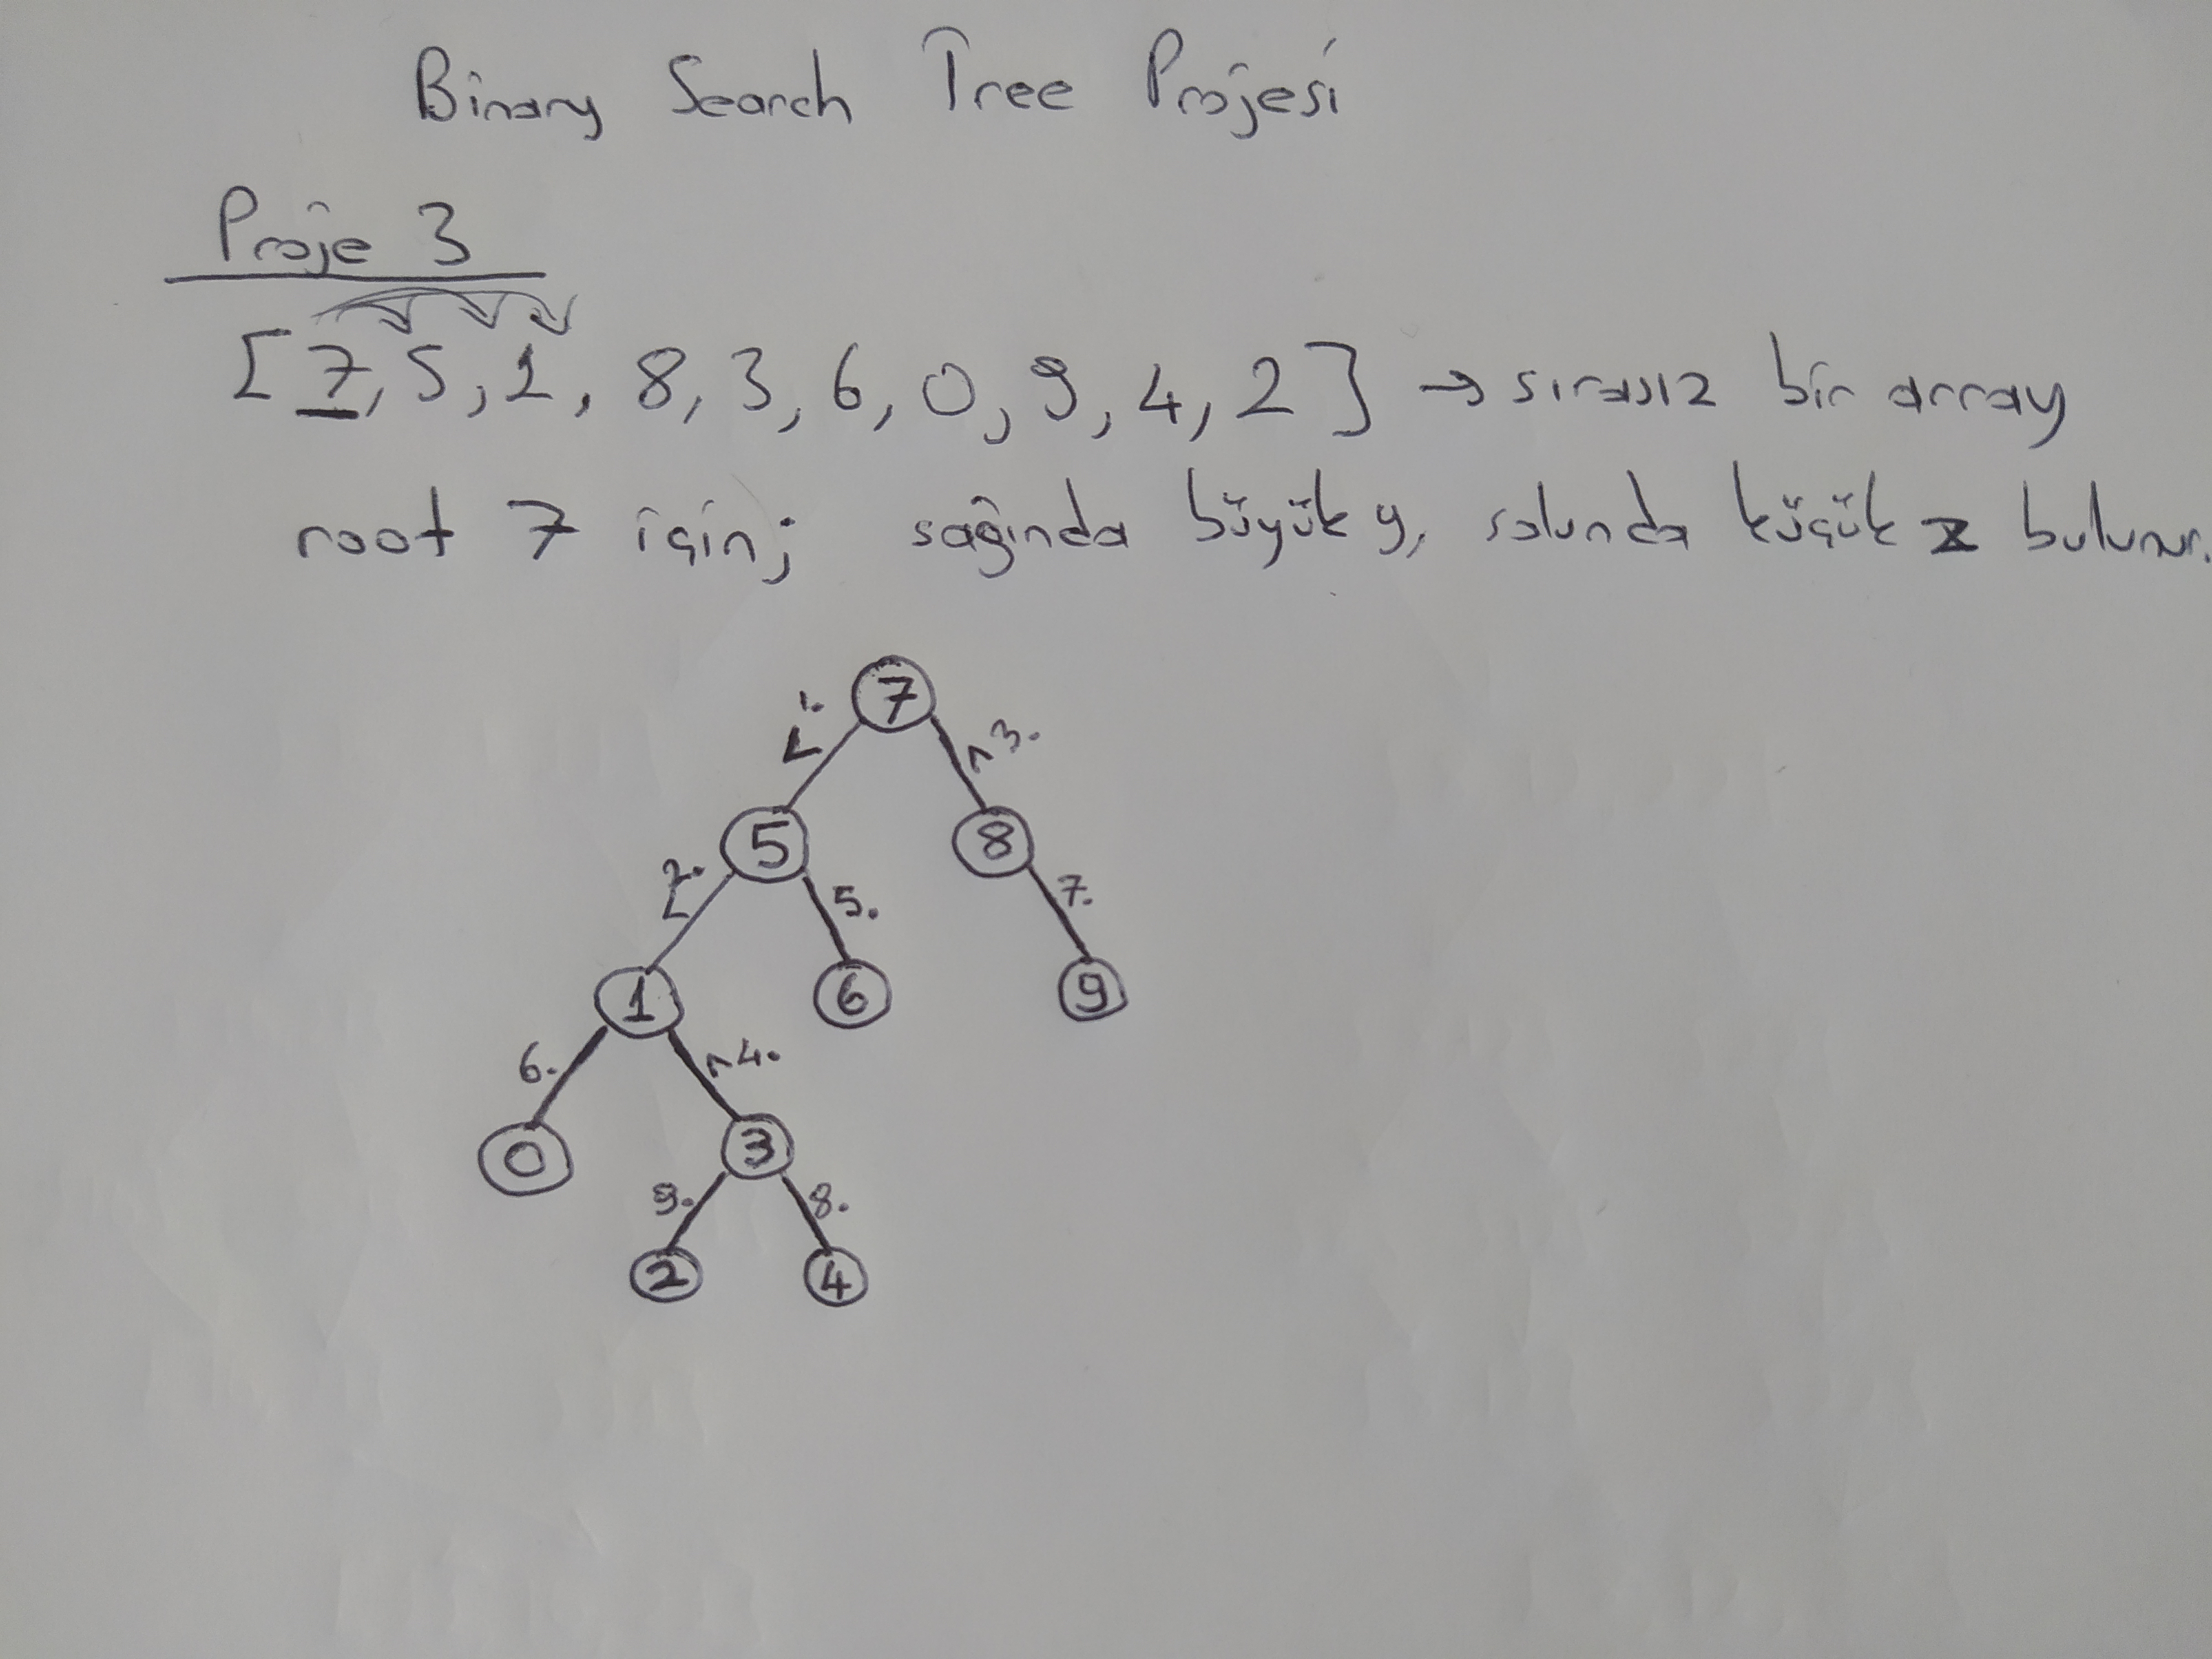 Binary Search Tree Projesi
Proje 3
[7, 5, 1, 8, 3, 6, 0, 9, 4, 2] → sırasız bir array
root 7 için; sağında büyük y, solunda küçük z bulunur.
7
1. 3.
5 8
2. 5. 7.
1 6 9
6. 4.
0 3
9. 8.
2 4